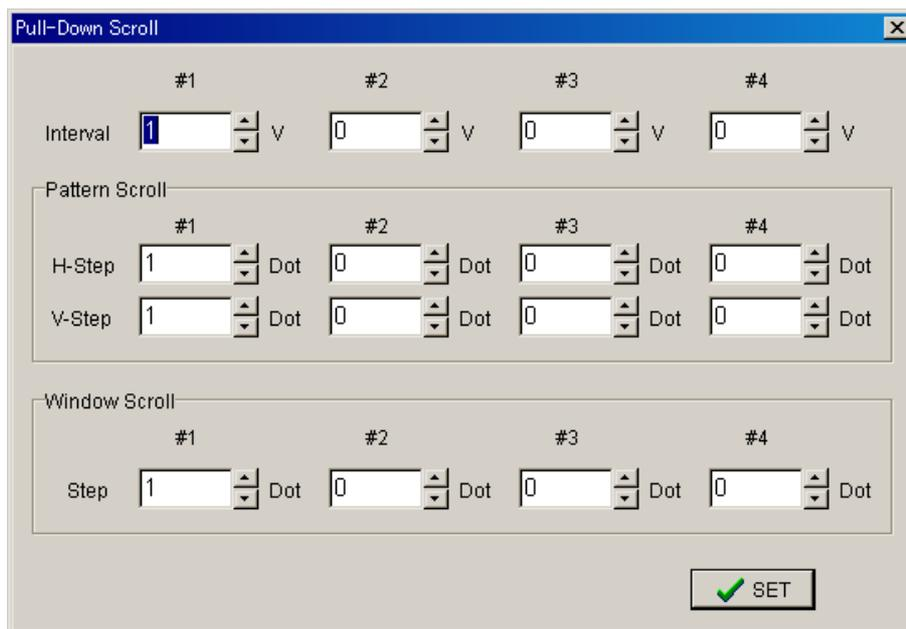 Pull-Down Scroll
#1 #2 #3 #4
Interval 1 V 0 V 0 V 0 V
Pattern Scroll
#1 #2 #3 #4
H-Step 1 Dot 0 Dot 0 Dot 0 Dot
V-Step 1 Dot 0 Dot 0 Dot 0 Dot
Window Scroll
#1 #2 #3 #4
Step 1 Dot 0 Dot 0 Dot 0 Dot
SET